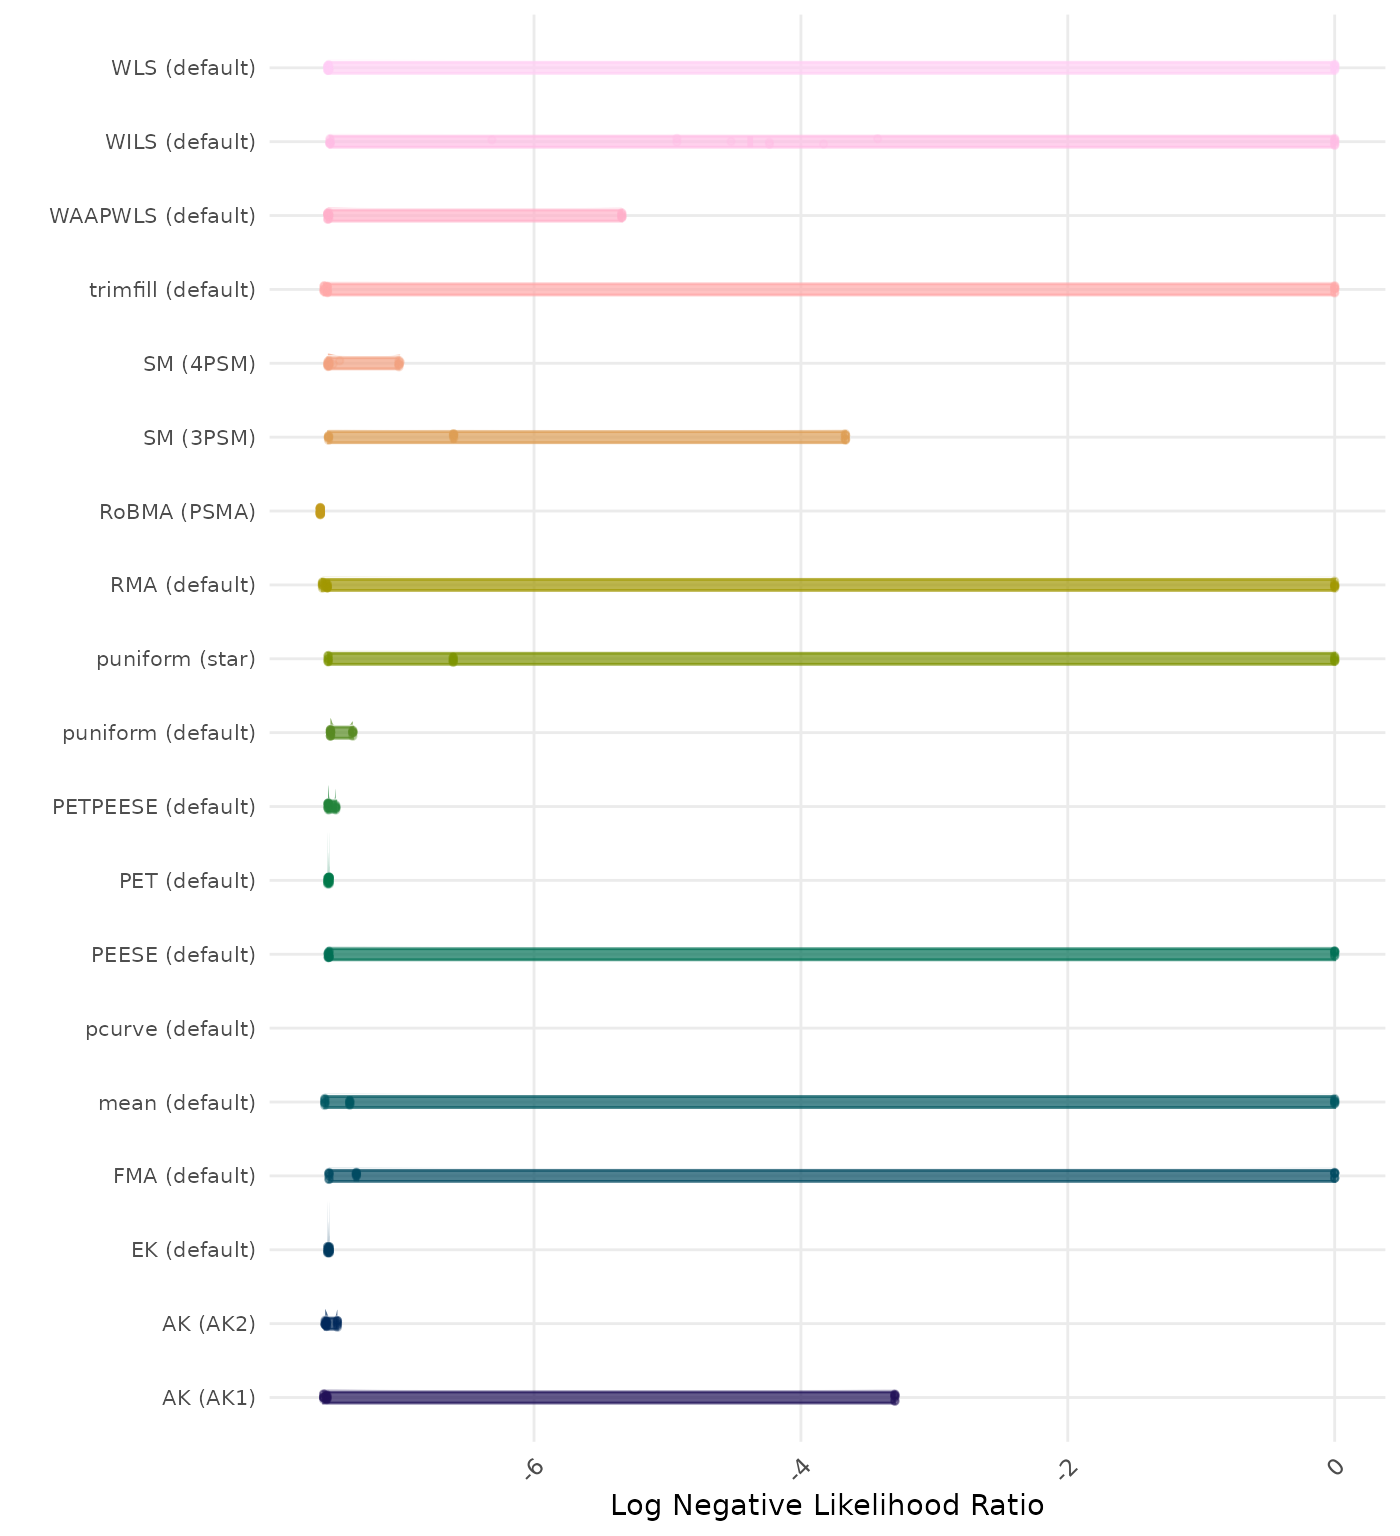 WLS (default)
WILS (default)
WAAPWLS (default)
trimfill (default)
SM (4PSM)
SM (3PSM)
RoBMA (PSMA)
RMA (default)
puniform (star)
puniform (default)
PETPEESE (default)
PET (default)
PEESE (default)
pcurve (default)
mean (default)
FMA (default)
EK (default)
AK (AK2)
AK (AK1)
-6
-4
-2
0
Log Negative Likelihood Ratio